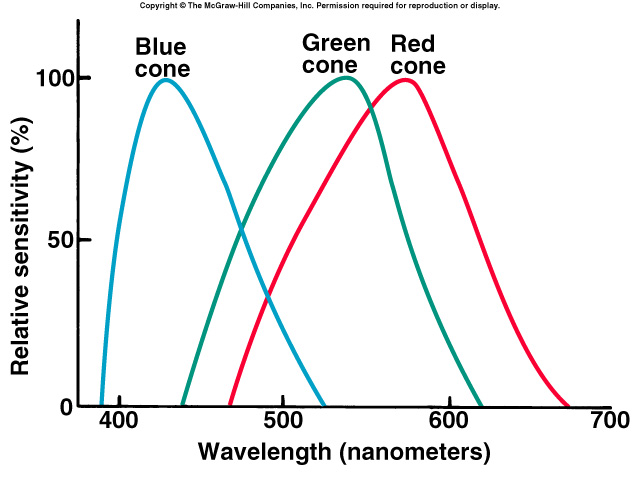 Copyright © The McGraw-Hill Companies, Inc. Permission required for reproduction or display.
Blue
cone
Green
cone
Red
cone
100
50
0
Relative sensitivity (%)
400
500
600
700
Wavelength (nanometers)